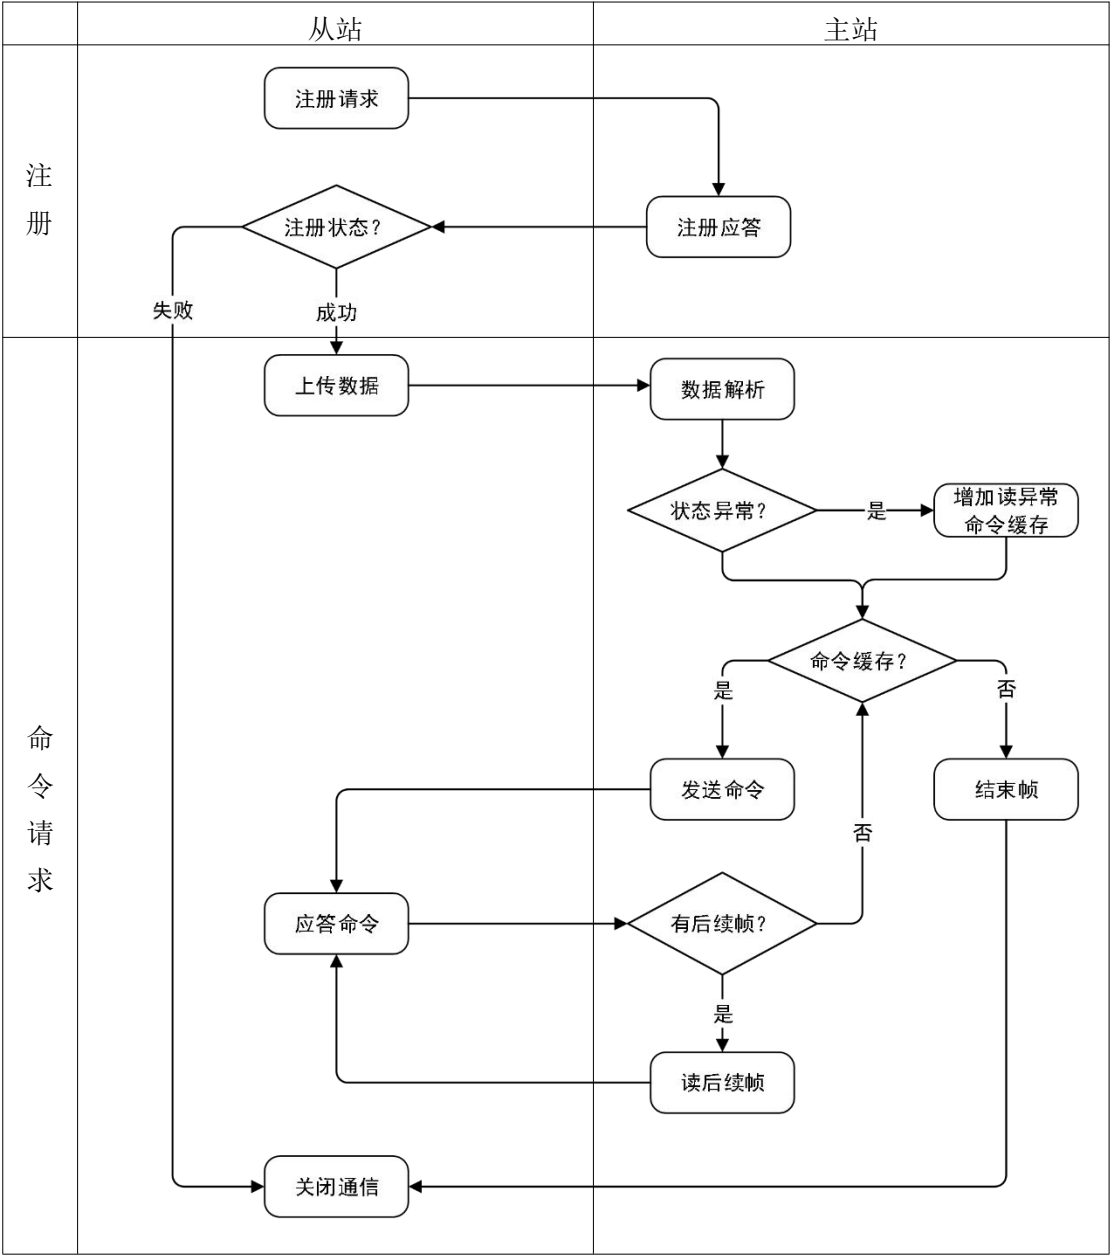 从站
主站
注册
注册请求
注册应答
注册状态？
失败
成功
命令请求
上传数据
数据解析
状态异常？
是
增加读异常
命令缓存
命令缓存？
是
否
发送命令
结束帧
否
应答命令
有后续帧？
是
读后续帧
关闭通信